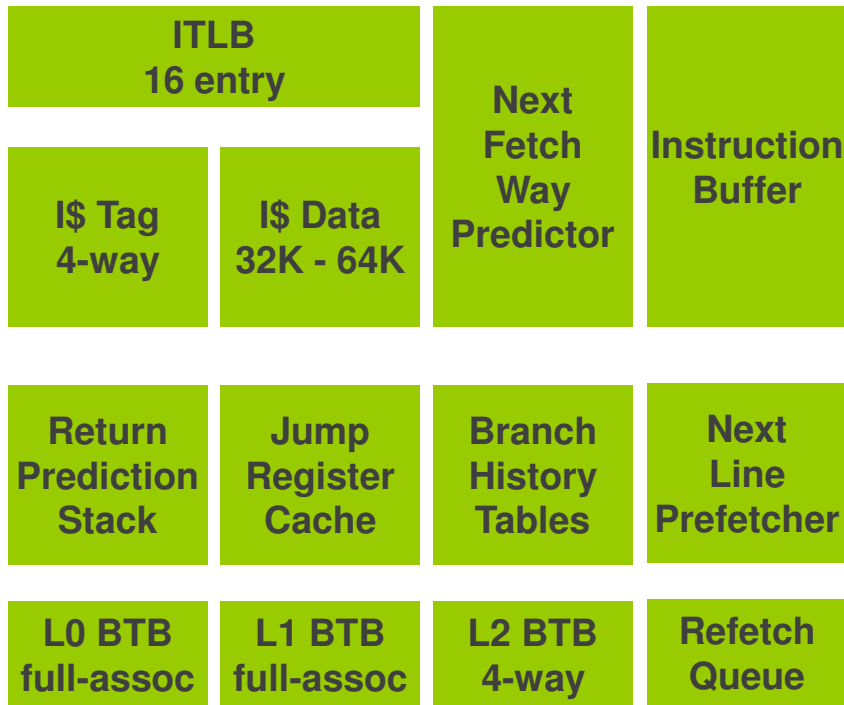 ITLB
16 entry
Next
Fetch
Way
Predictor
Instruction
Buffer
I$ Tag
4-way
I$ Data
32K - 64K
Return
Prediction
Stack
Jump
Register
Cache
Branch
History
Tables
Next
Line
Prefetcher
L0 BTB
full-assoc
L1 BTB
full-assoc
L2 BTB
4-way
Refetch
Queue